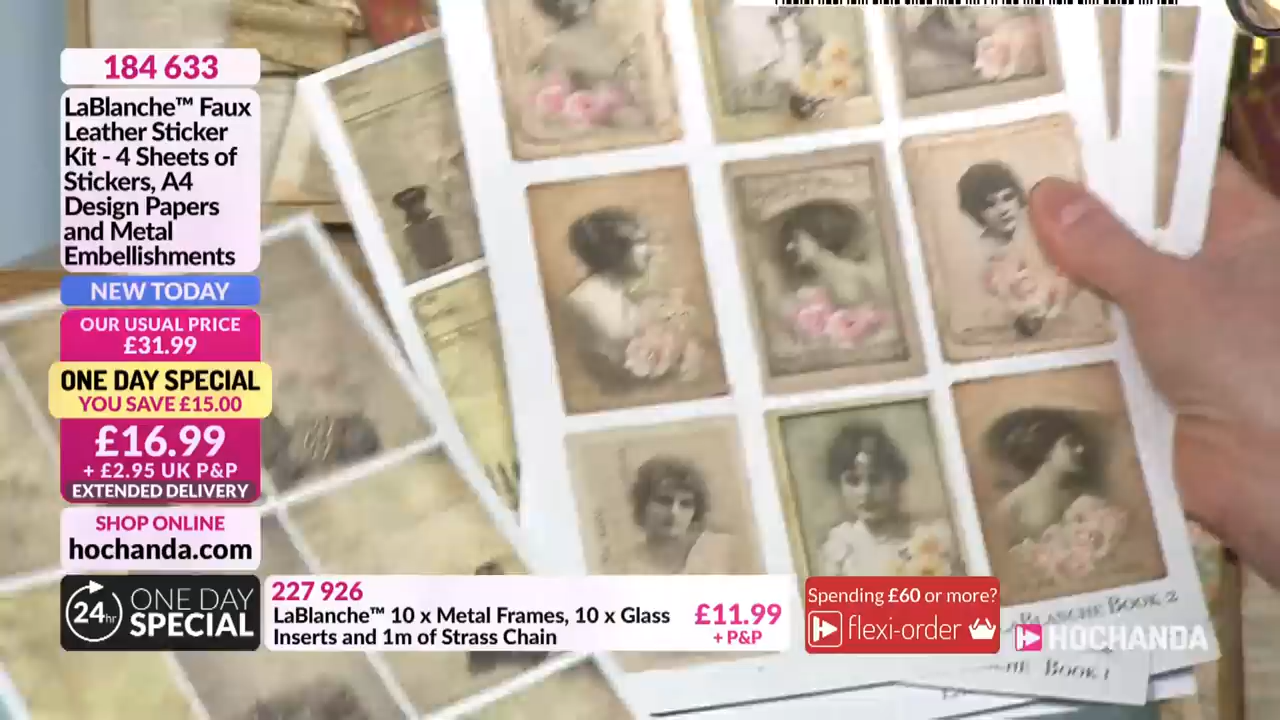 184 633
LaBlanche™ Faux
Leather Sticker
Kit - 4 Sheets of
Stickers, A4
Design Papers
and Metal
Embellishments
NEW TODAY
OUR USUAL PRICE
£31.99
ONE DAY SPECIAL
YOU SAVE £15.00
£16.99
+ £2.95 UK P&P
EXTENDED DELIVERY
SHOP ONLINE
hochanda.com
24hr
ONE DAY
SPECIAL
227 926
LaBlanche™ 10 x Metal Frames, 10 x Glass
Inserts and 1m of Strass Chain
£11.99
+ P&P
Spending £60 or more?
flexi-order
LaBlanche Book 2
HOCHANDA
Book 1